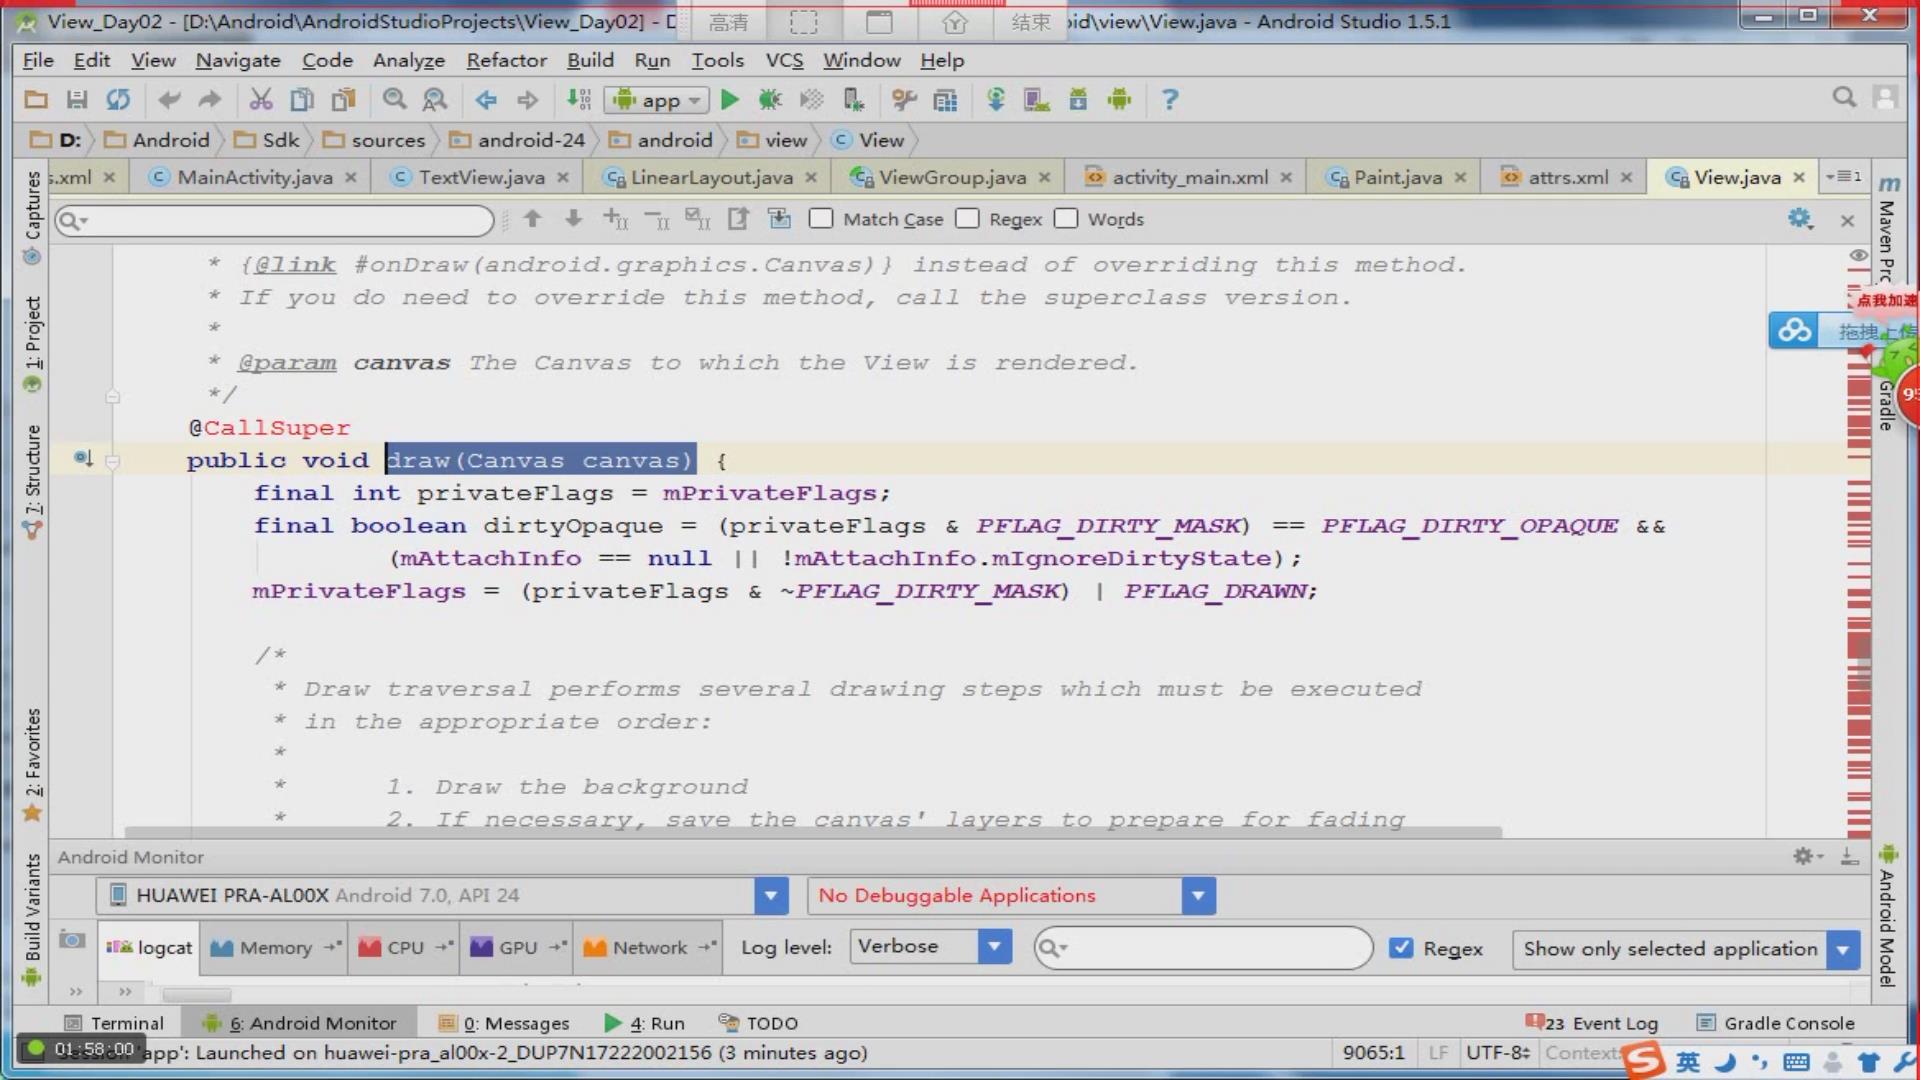 View_Day02 - [D:\Android\AndroidStudioProjects\View_Day02] - D
高清
结束
id\view\View.java - Android Studio 1.5.1
File Edit View Navigate Code Analyze Refactor Build Run Tools VCS Window Help
app
D: Android Sdk sources android-24 android view View
s.xml MainActivity.java TextView.java LinearLayout.java ViewGroup.java activity_main.xml Paint.java attrs.xml View.java
Match Case Regex Words
* {@link #onDraw(android.graphics.Canvas)} instead of overriding this method.
* If you do need to override this method, call the superclass version.
*
* @param canvas The Canvas to which the View is rendered.
*/
@CallSuper
public void draw(Canvas canvas) {
final int privateFlags = mPrivateFlags;
final boolean dirtyOpaque = (privateFlags & PFLAG_DIRTY_MASK) == PFLAG_DIRTY_OPAQUE &&
(mAttachInfo == null || !mAttachInfo.mIgnoreDirtyState);
mPrivateFlags = (privateFlags & ~PFLAG_DIRTY_MASK) | PFLAG_DRAWN;
/*
* Draw traversal performs several drawing steps which must be executed
* in the appropriate order:
*
* 1. Draw the background
* 2. If necessary, save the canvas' layers to prepare for fading
Captures
1: Project
7: Structure
2: Favorites
Build Variants
Maven Pr
点我加速
拖拽上传
95
Gradle
Android Model
Android Monitor
HUAWEI PRA-AL00X Android 7.0, API 24
No Debuggable Applications
logcat Memory CPU GPU Network Log level: Verbose Regex Show only selected application
Terminal 6: Android Monitor 0: Messages 4: Run TODO 23 Event Log Gradle Console
01:58:00
'app': Launched on huawei-pra_al00x-2_DUP7N17222002156 (3 minutes ago)
9065:1 LF UTF-8 Context:
英